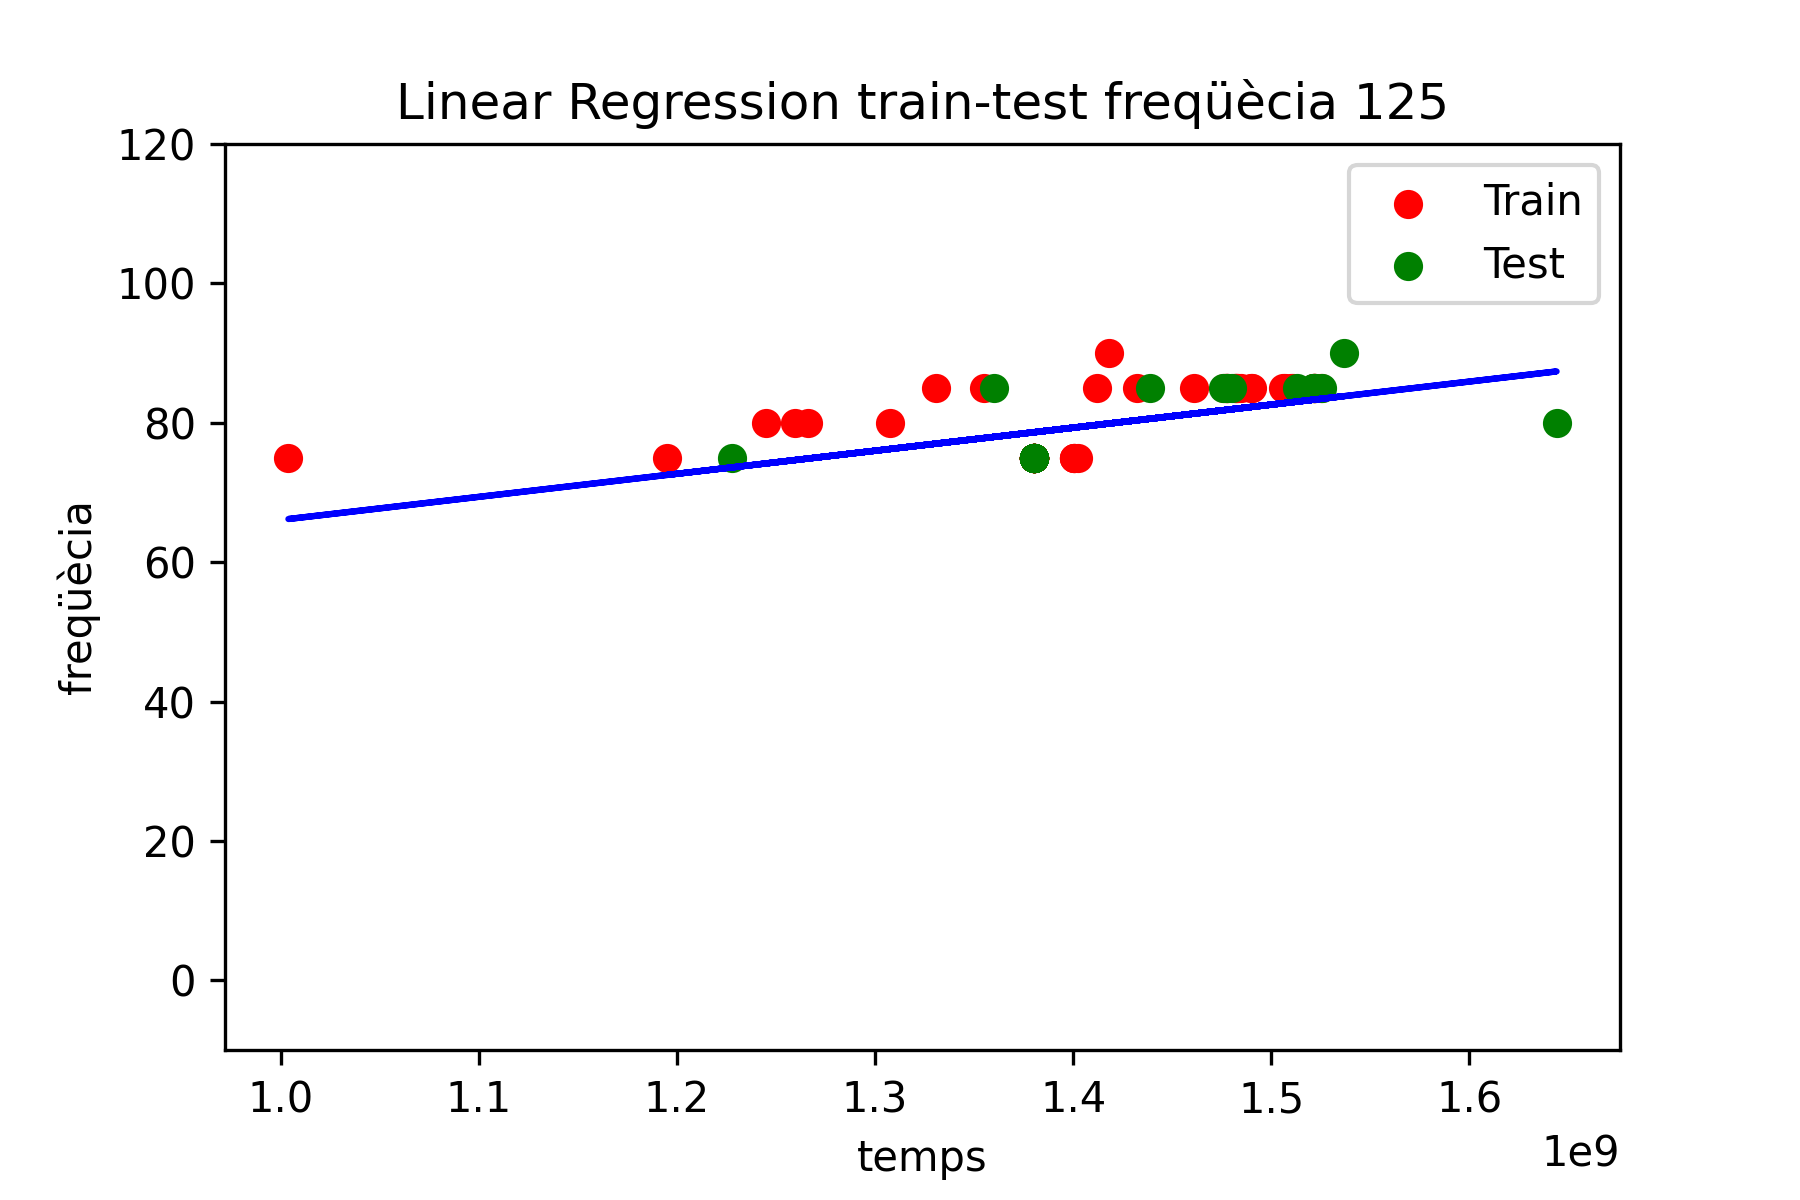 Linear Regression train-test freqüècia 125
120
100
80
60
40
20
0
freqüècia
Train
Test
1.0 1.1 1.2 1.3 1.4 1.5 1.6
1e9
temps